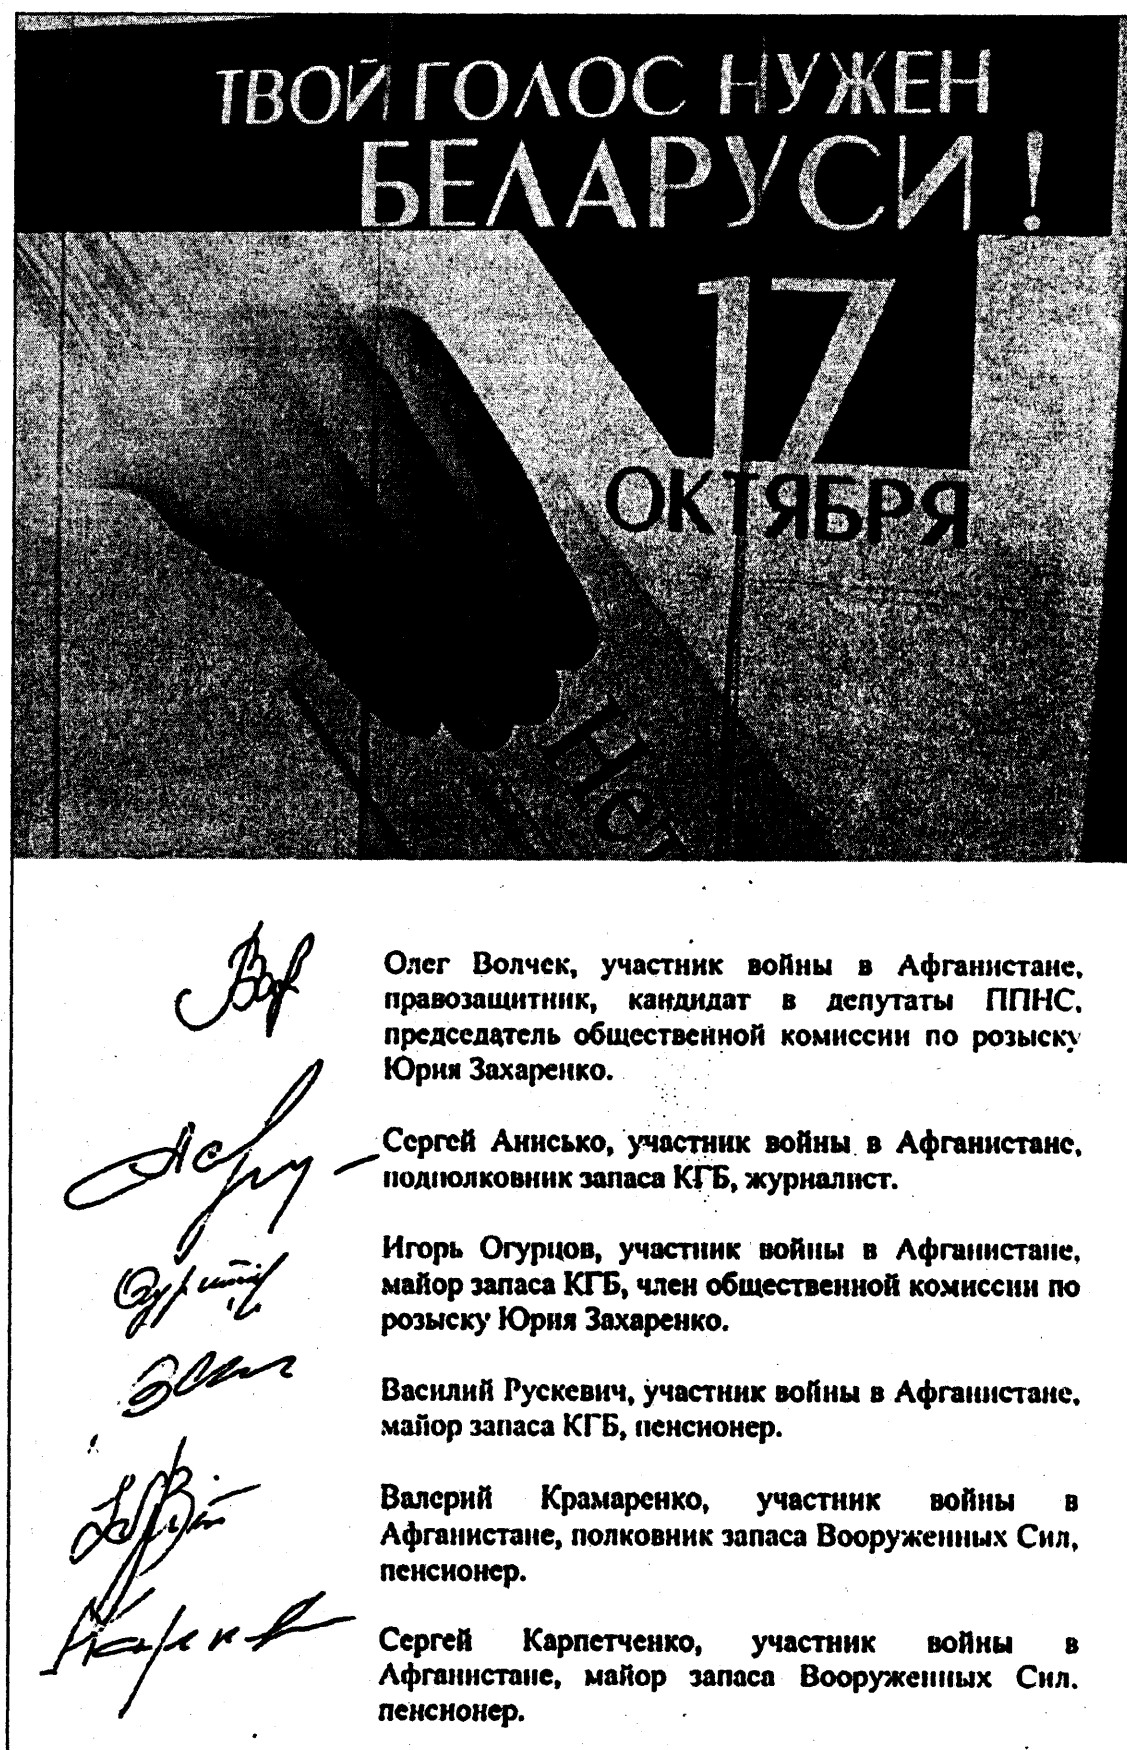 ТВОЙ ГОЛОС НУЖЕН
БЕЛАРУСИ !
17
ОКТЯБРЯ
Нет
Олег Волчек, участник войны в Афганистане,
правозащитник, кандидат в депутаты ППНС,
председатель общественной комиссии по розыску
Юрия Захаренко.
Сергей Анисько, участник войны в Афганистане,
подполковник запаса КГБ, журналист.
Игорь Огурцов, участник войны в Афганистане,
майор запаса КГБ, член общественной комиссии по
розыску Юрия Захаренко.
Василий Рускевич, участник войны в Афганистане,
майор запаса КГБ, пенсионер.
Валерий Крамаренко, участник войны в
Афганистане, полковник запаса Вооруженных Сил,
пенсионер.
Сергей Карпетченко, участник войны в
Афганистане, майор запаса Вооруженных Сил.
пенсионер.